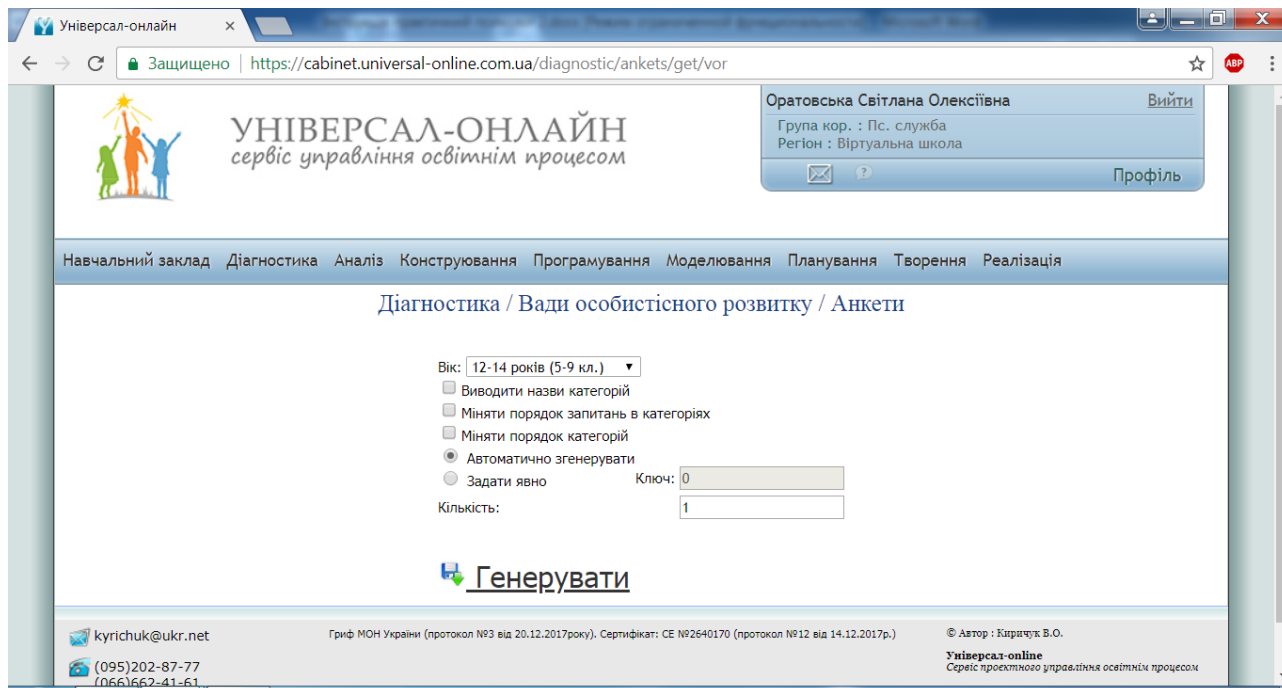 Універсал-онлайн
Защищено | https://cabinet.universal-online.com.ua/diagnostic/ankets/get/vor
ABP
УНІВЕРСАЛ-ОНЛАЙН
сервіс управління освітнім процесом
Оратовська Світлана Олексіївна Выйти
Група кор. : Пс. служба
Регіон : Віртуальна школа
Профіль
Навчальний заклад Діагностика Аналіз Конструювання Програмування Моделювання Планування Творення Реалізація
Діагностика / Вади особистісного розвитку / Анкети
Вік: 12-14 років (5-9 кл.)
Виводити назви категорій
Міняти порядок запитань в категоріях
Міняти порядок категорій
Автоматично згенерувати
Задати явно Ключ: 0
Кількість: 1
Генерувати
kyrichuk@ukr.net
Гриф МОН України (протокол №3 від 20.12.2017року). Сертифікат: СЕ №2640170 (протокол №12 від 14.12.2017р.)
© Автор : Киричук В.О.
Універсал-online
Сервіс проектного управління освітнім процесом
(095)202-87-77
(066)662-41-61